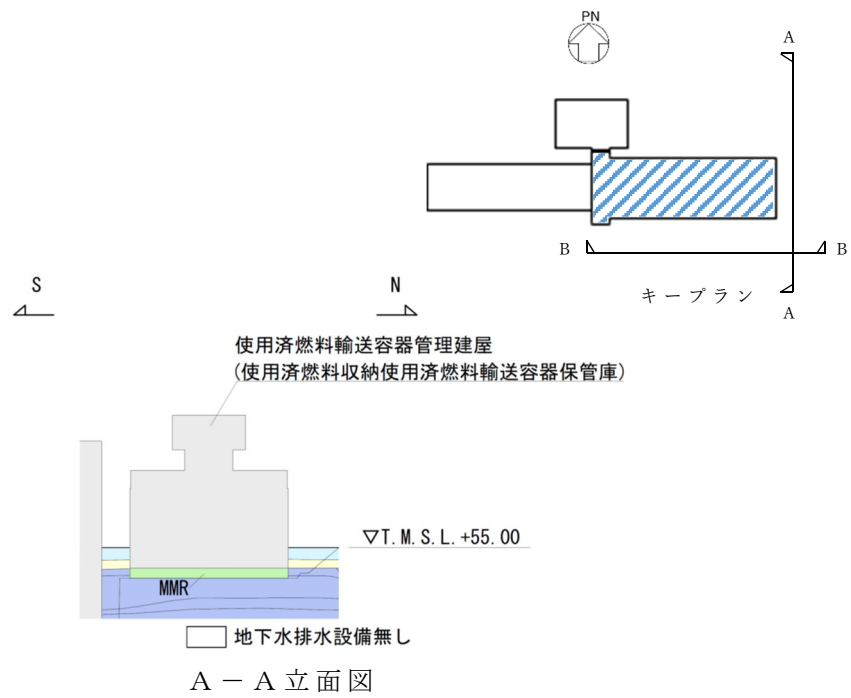 PN
A
B
B
キープラン
A
S
N
使用済燃料輸送容器管理建屋
(使用済燃料収納使用済燃料輸送容器保管庫)
▽T.M.S.L.+55.00
MMR
地下水排水設備無し
A－A立面図